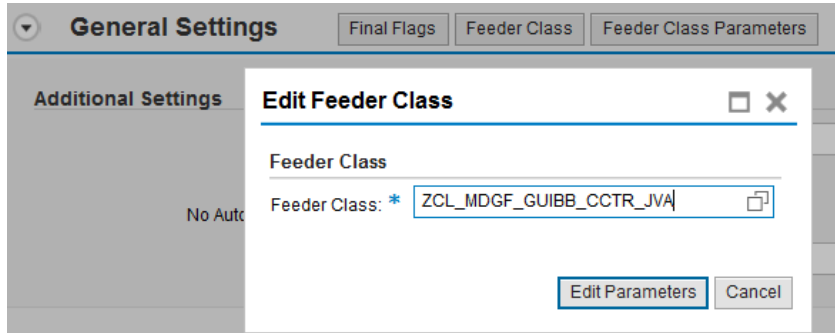 General Settings Final Flags Feeder Class Feeder Class Parameters
Additional Settings
Edit Feeder Class
Feeder Class
Feeder Class: * ZCL_MDGF_GUIBB_CCTR_JVA
No Auto
Edit Parameters Cancel